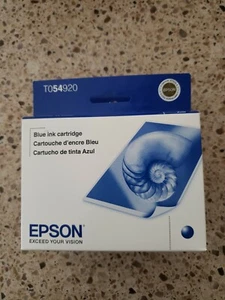 T054920
Blue ink cartridge
Cartouche d'encre Bleu
Cartucho de tinta Azul
EPSON
EXCEED YOUR VISION